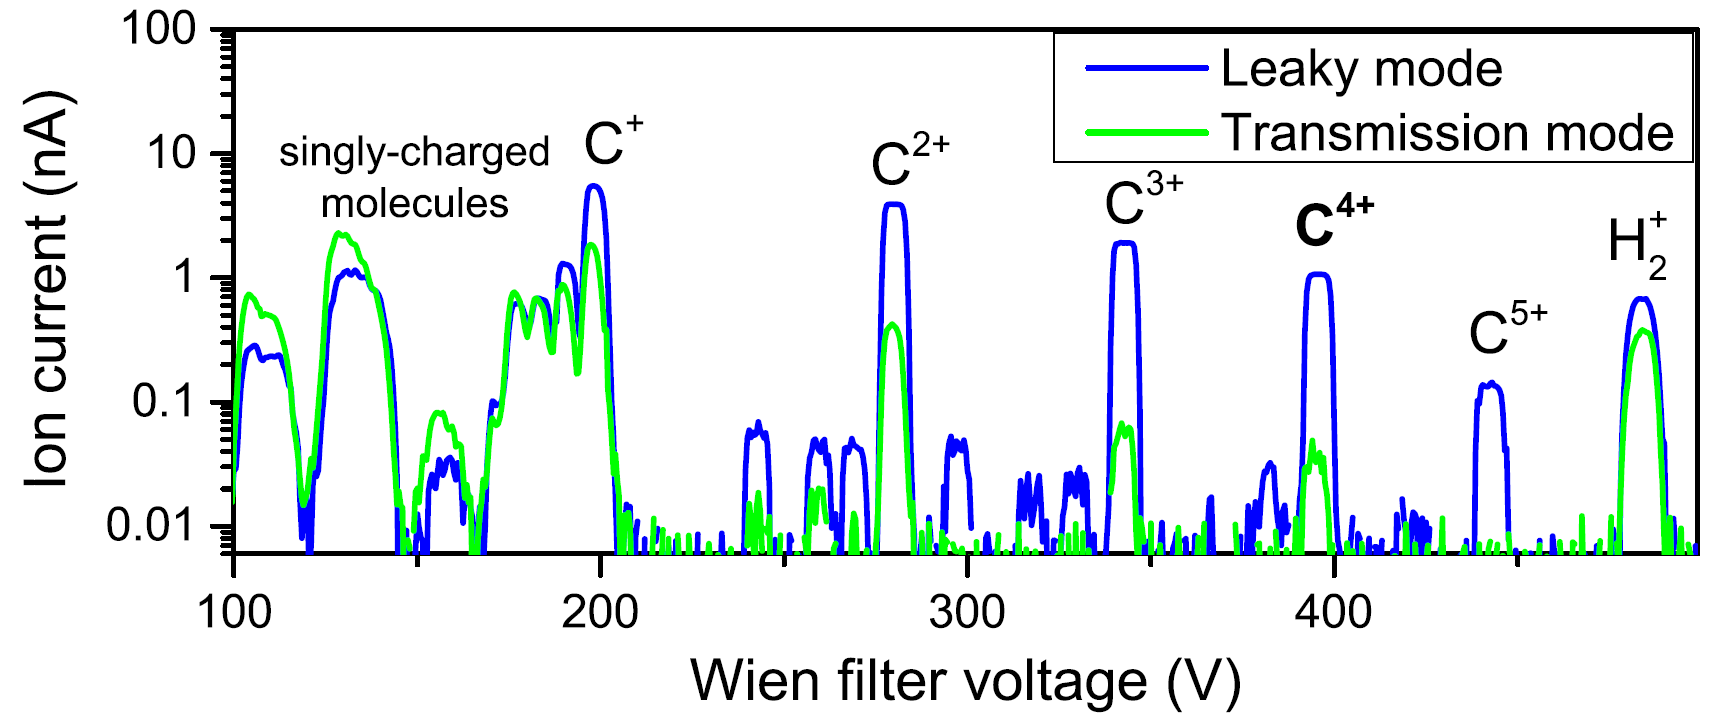 100
10
1
0.1
0.01
Ion current (nA)
Leaky mode
Transmission mode
singly-charged
molecules
C⁺
C²⁺
C³⁺
C⁴⁺
C⁵⁺
H₂⁺
100 200 300 400
Wien filter voltage (V)